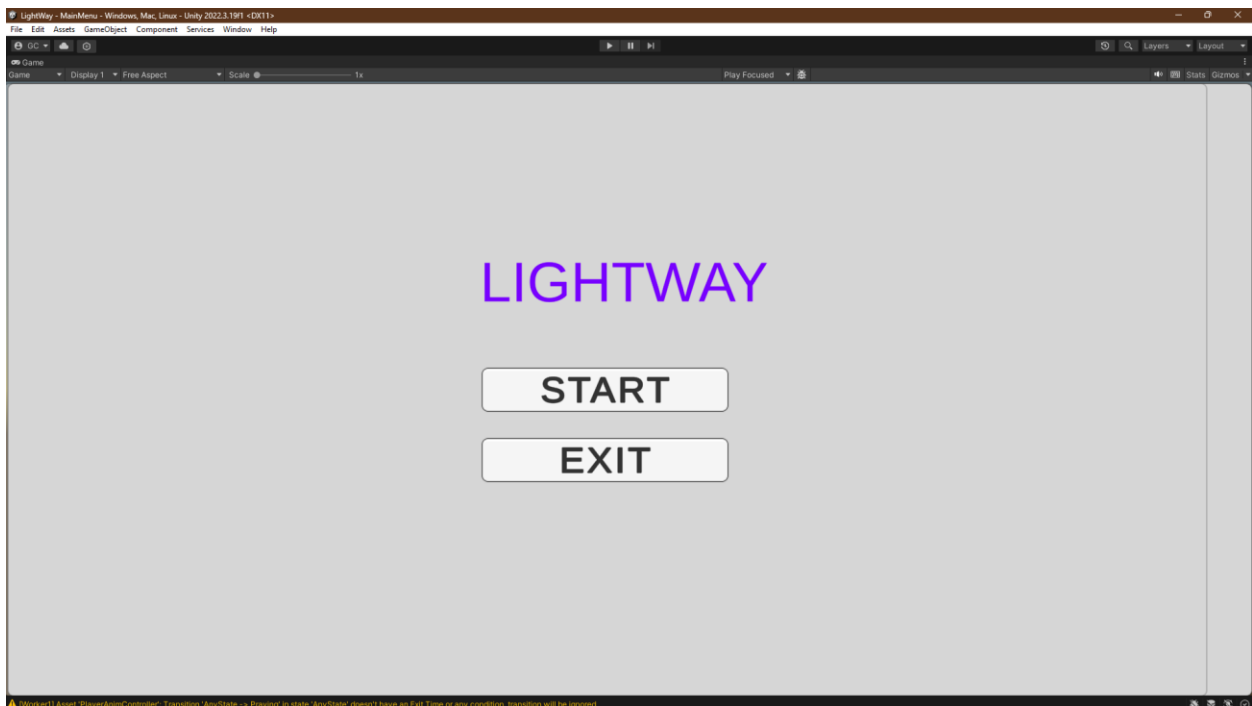 LightWay - MainMenu - Windows, Mac, Linux - Unity 2022.3.19f1 <DX11>
File Edit Assets GameObject Component Services Window Help
GC Layers Layout
Game
Game Display 1 Free Aspect Scale 1x Play Focused Stats Gizmos
LIGHTWAY
START
EXIT
[Worker1] Asset 'PlayerAnimController': Transition 'AnyState -> Praying' in state 'AnyState' doesn't have an Exit Time or any condition, transition will be ignored